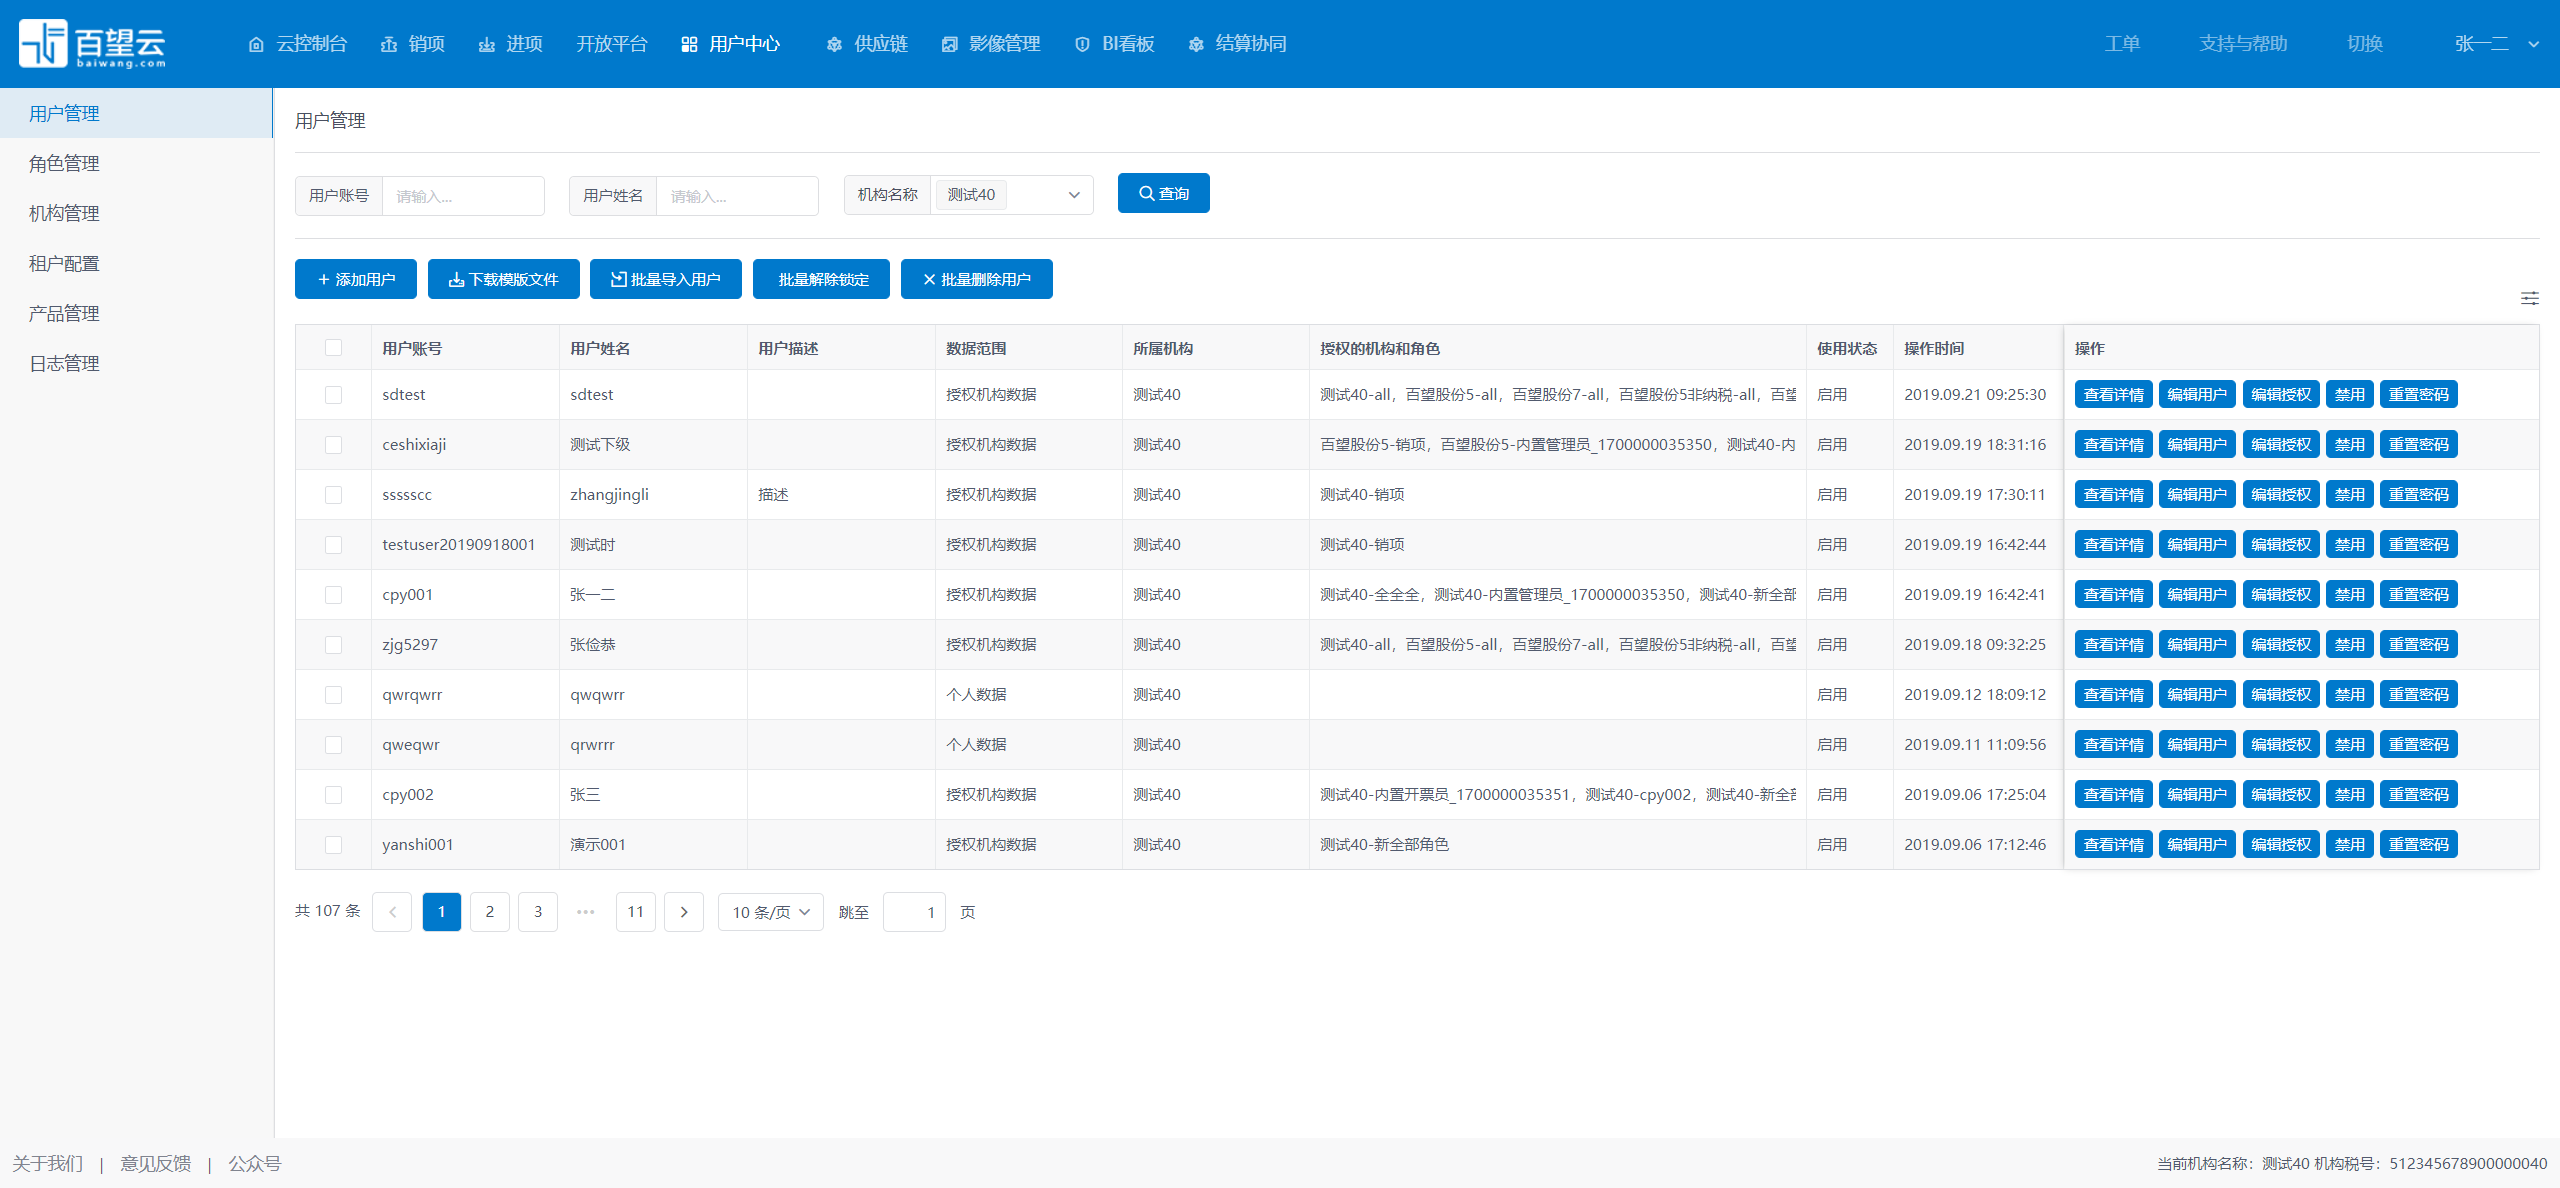 百望云 baiwang.com 云控制台 销项 进项 开放平台 用户中心 供应链 影像管理 BI看板 结算协同 工单 支持与帮助 切换 张一二
用户管理
角色管理
机构管理
租户配置
产品管理
日志管理
用户管理
用户账号 请输入... 用户姓名 请输入... 机构名称 测试40 查询
添加用户 下载模版文件 批量导入用户 批量解除锁定 批量删除用户
用户账号 用户姓名 用户描述 数据范围 所属机构 授权的机构和角色 使用状态 操作时间 操作
sdtest sdtest 授权机构数据 测试40 测试40-all，百望股份5-all，百望股份7-all，百望股份5非纳税-all，百望 启用 2019.09.21 09:25:30 查看详情 编辑用户 编辑授权 禁用 重置密码
ceshixiaji 测试下级 授权机构数据 测试40 百望股份5-销项，百望股份5-内置管理员_1700000035350，测试40-内 启用 2019.09.19 18:31:16 查看详情 编辑用户 编辑授权 禁用 重置密码
ssssscc zhangjingli 描述 授权机构数据 测试40 测试40-销项 启用 2019.09.19 17:30:11 查看详情 编辑用户 编辑授权 禁用 重置密码
testuser20190918001 测试时 授权机构数据 测试40 测试40-销项 启用 2019.09.19 16:42:44 查看详情 编辑用户 编辑授权 禁用 重置密码
cpy001 张一二 授权机构数据 测试40 测试40-全全全，测试40-内置管理员_1700000035350，测试40-新全部 启用 2019.09.19 16:42:41 查看详情 编辑用户 编辑授权 禁用 重置密码
zjg5297 张俭恭 授权机构数据 测试40 测试40-all，百望股份5-all，百望股份7-all，百望股份5非纳税-all，百望 启用 2019.09.18 09:32:25 查看详情 编辑用户 编辑授权 禁用 重置密码
qwrqwrr qwqwrr 个人数据 测试40 启用 2019.09.12 18:09:12 查看详情 编辑用户 编辑授权 禁用 重置密码
qweqwr qrwrrr 个人数据 测试40 启用 2019.09.11 11:09:56 查看详情 编辑用户 编辑授权 禁用 重置密码
cpy002 张三 授权机构数据 测试40 测试40-内置开票员_1700000035351，测试40-cpy002，测试40-新全部 启用 2019.09.06 17:25:04 查看详情 编辑用户 编辑授权 禁用 重置密码
yanshi001 演示001 授权机构数据 测试40 测试40-新全部角色 启用 2019.09.06 17:12:46 查看详情 编辑用户 编辑授权 禁用 重置密码
共 107 条 1 2 3 ••• 11 10 条/页 跳至 1 页
关于我们 | 意见反馈 | 公众号 当前机构名称：测试40 机构税号：512345678900000040